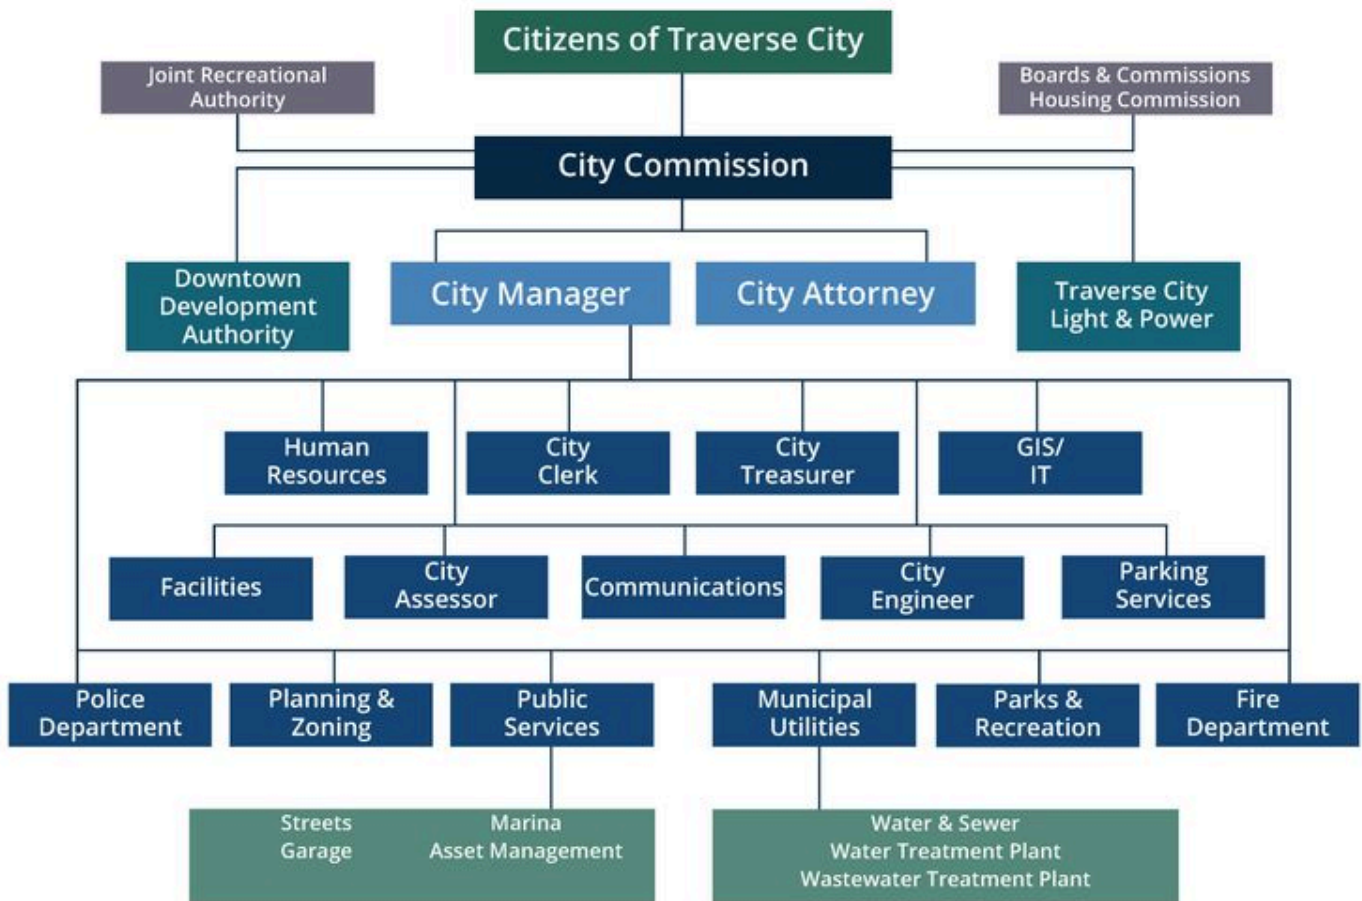 Citizens of Traverse City
Joint Recreational
Authority
Boards & Commissions
Housing Commission
City Commission
Downtown
Development
Authority
City Manager
City Attorney
Traverse City
Light & Power
Human
Resources
City
Clerk
City
Treasurer
GIS/
IT
Facilities
City
Assessor
Communications
City
Engineer
Parking
Services
Police
Department
Planning &
Zoning
Public
Services
Municipal
Utilities
Parks &
Recreation
Fire
Department
Streets
Garage
Marina
Asset Management
Water & Sewer
Water Treatment Plant
Wastewater Treatment Plant